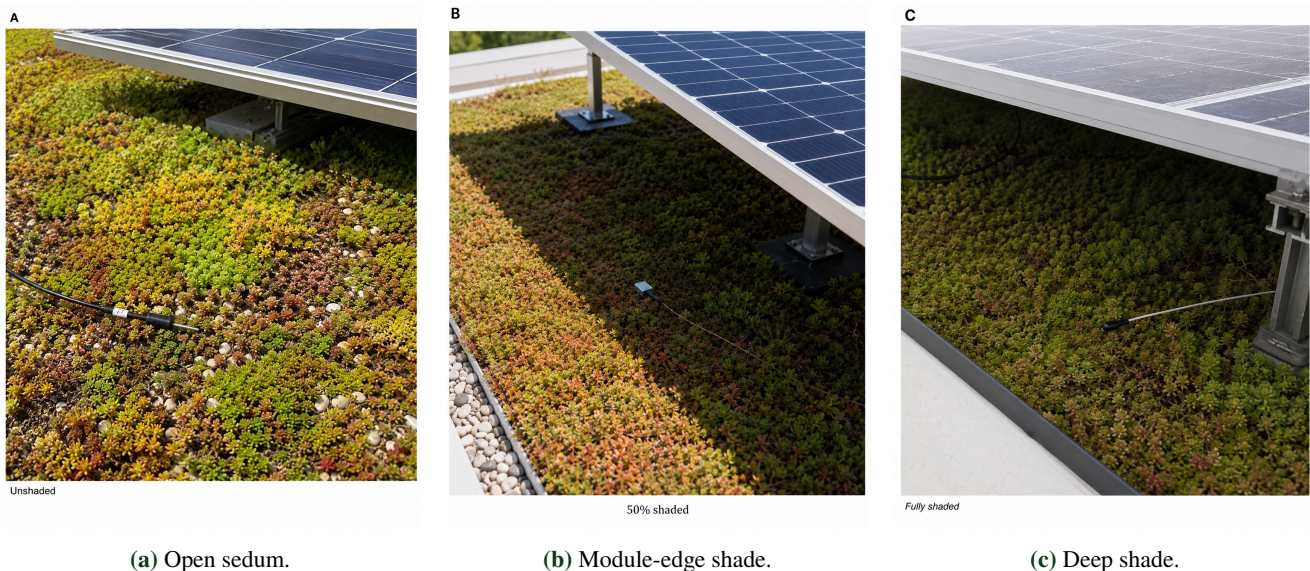 A
B
C
Unshaded
50% shaded
Fully shaded
(a) Open sedum.
(b) Module-edge shade.
(c) Deep shade.